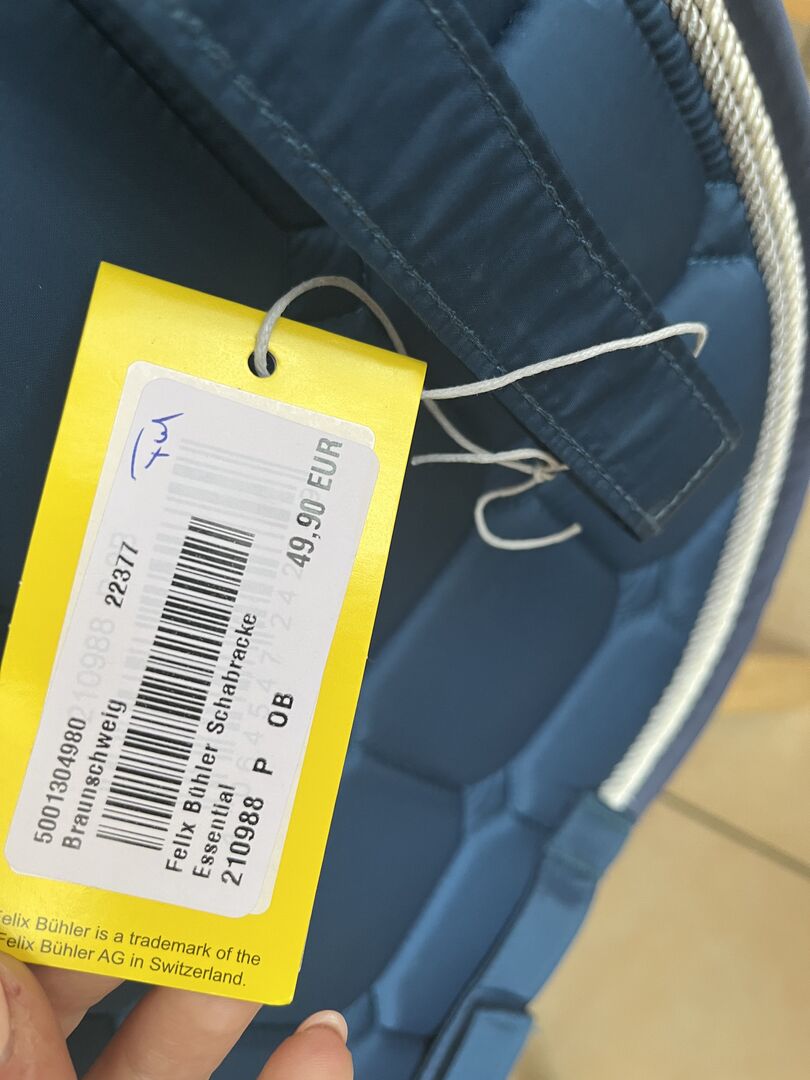 5001304980
Braunschweig 22377
Felix Bühler Schabracke
Essential
49,90 EUR
210988 P OB
210988
Felix Bühler is a trademark of the
Felix Bühler AG in Switzerland.